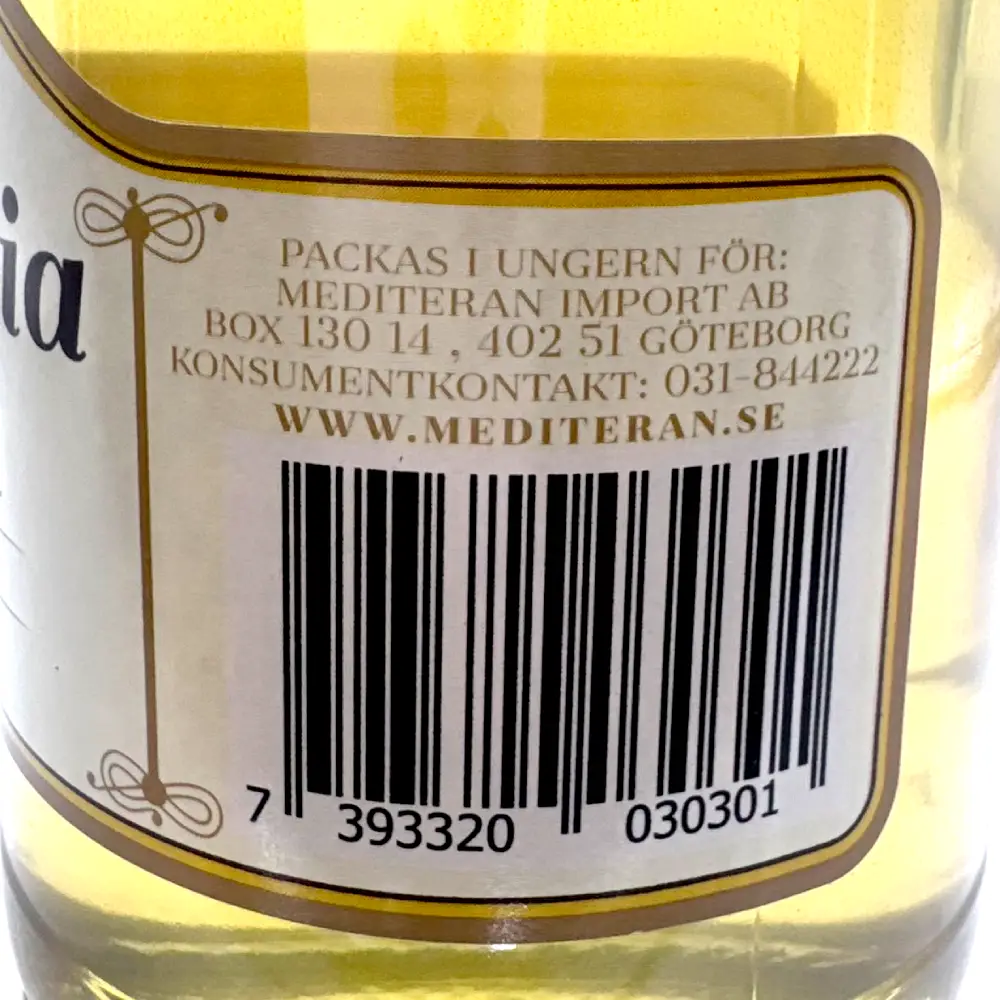 ia
PACKAS I UNGERN FÖR:
MEDITERAN IMPORT AB
BOX 130 14 , 402 51 GÖTEBORG
KONSUMENTKONTAKT: 031-844222
WWW.MEDITERAN.SE
7 393320 030301